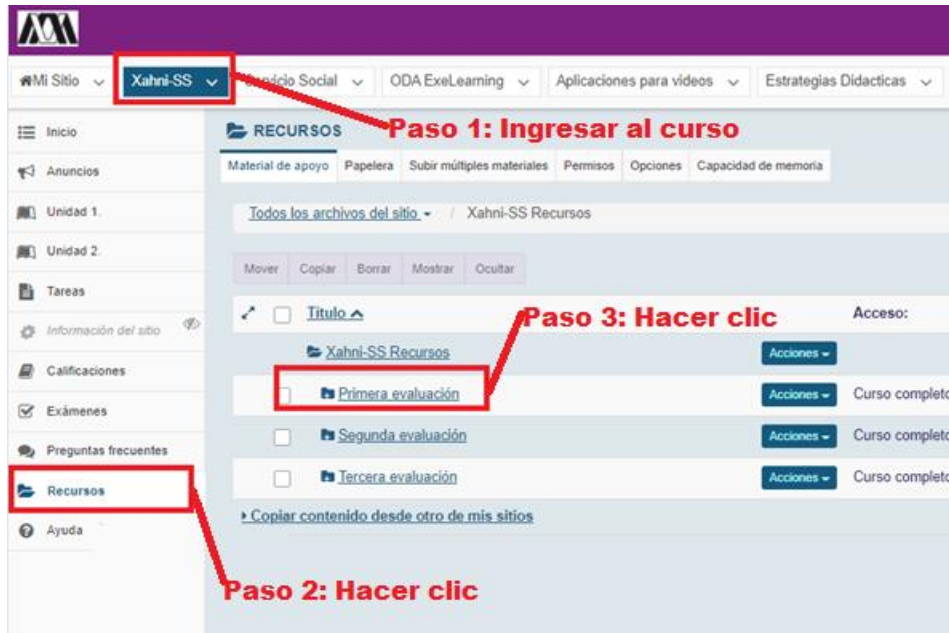 Mi Sitio Xahni-SS Servicio Social ODA ExeLearning Aplicaciones para videos Estrategias Didacticas
Paso 1: Ingresar al curso
Inicio
Anuncios
Unidad 1.
Unidad 2.
Tareas
Información del sitio
Calificaciones
Exámenes
Preguntas frecuentes
Recursos
Ayuda
RECURSOS
Material de apoyo Papelera Subir múltiples materiales Permisos Opciones Capacidad de memoria
Todos los archivos del sitio / Xahni-SS Recursos
Mover Copiar Borrar Mostrar Ocultar
Título Acceso:
Paso 3: Hacer clic
Xahni-SS Recursos Acciones
Primera evaluación Acciones Curso completo
Segunda evaluación Acciones Curso completo
Tercera evaluación Acciones Curso completo
Copiar contenido desde otro de mis sitios
Paso 2: Hacer clic